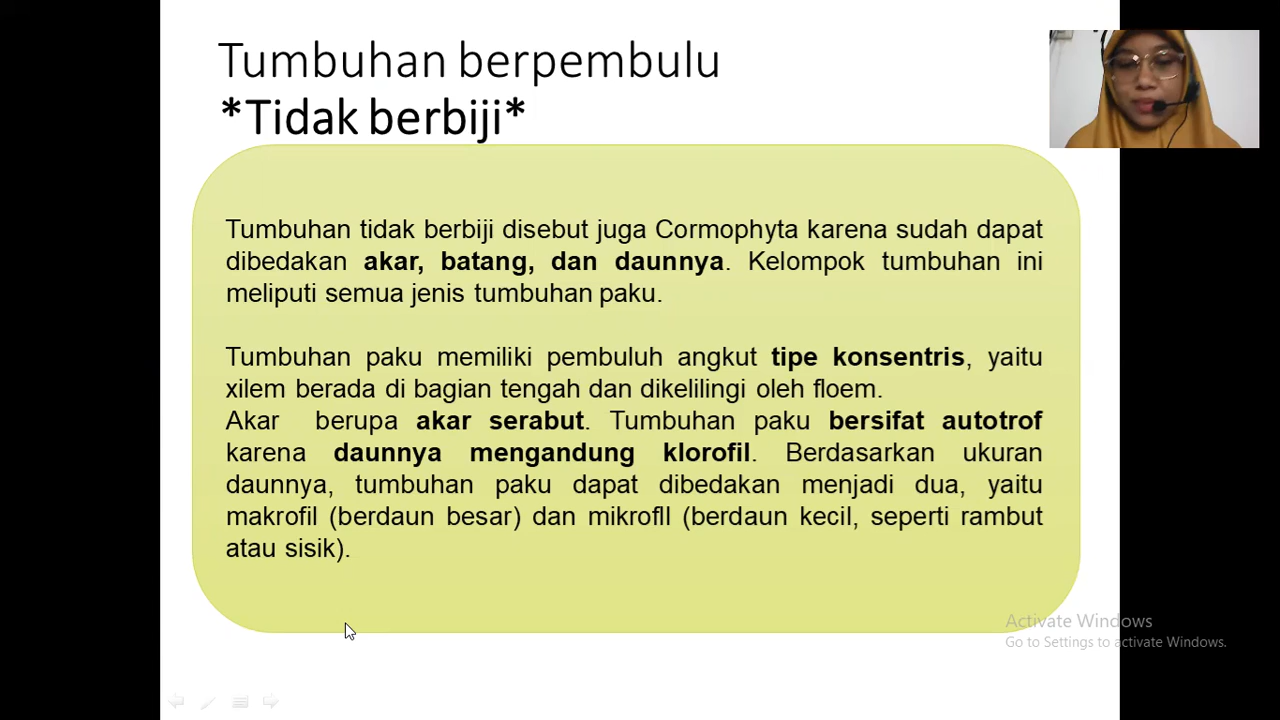 Tumbuhan berpembulu
*Tidak berbiji*
Tumbuhan tidak berbiji disebut juga Cormophyta karena sudah dapat
dibedakan akar, batang, dan daunnya. Kelompok tumbuhan ini
meliputi semua jenis tumbuhan paku.
Tumbuhan paku memiliki pembuluh angkut tipe konsentris, yaitu
xilem berada di bagian tengah dan dikelilingi oleh floem.
Akar berupa akar serabut. Tumbuhan paku bersifat autotrof
karena daunnya mengandung klorofil. Berdasarkan ukuran
daunnya, tumbuhan paku dapat dibedakan menjadi dua, yaitu
makrofil (berdaun besar) dan mikrofll (berdaun kecil, seperti rambut
atau sisik).
Activate Windows
Go to Settings to activate Windows.